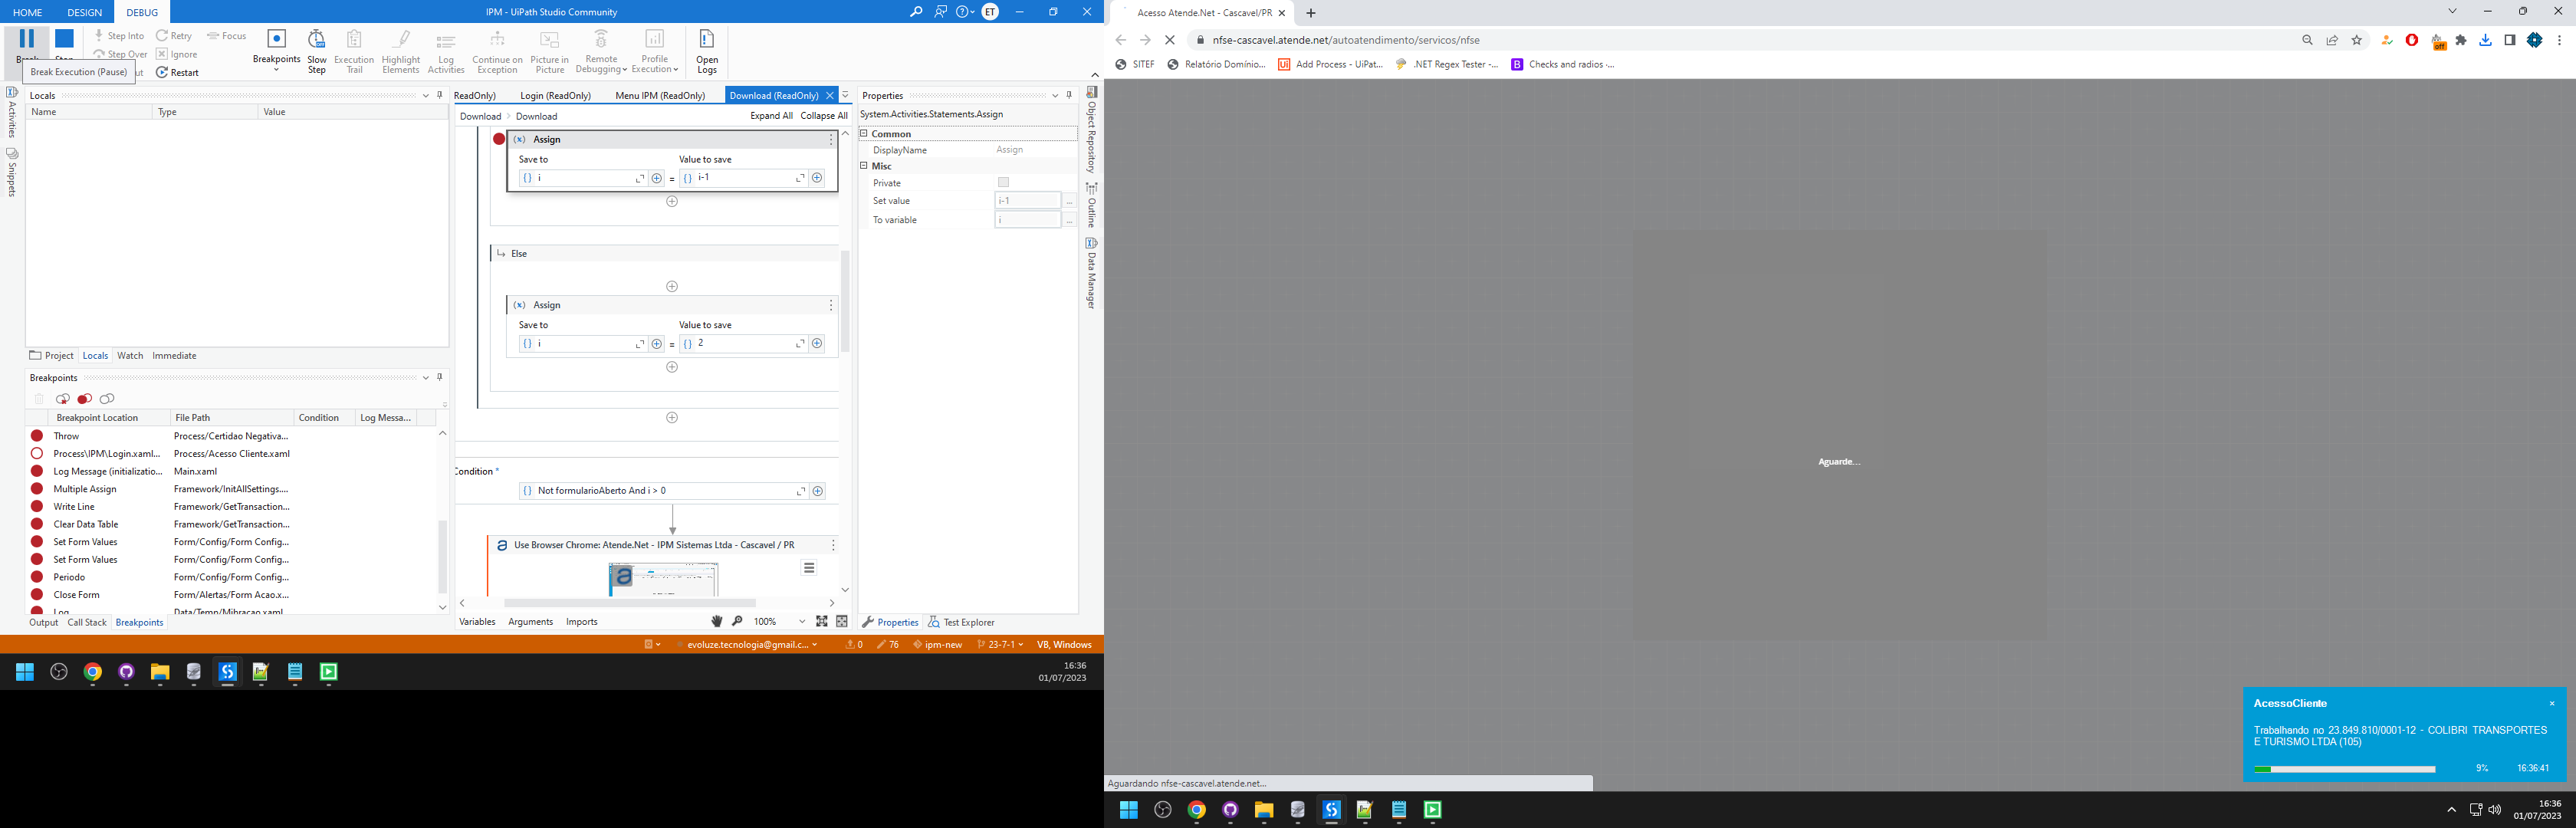 HOME DESIGN DEBUG
IPM - UiPath Studio Community
ET
Step Into Retry Focus
Step Over Ignore
Restart
Break Execution (Pause)
Breakpoints
Slow Step
Execution Trail
Highlight Elements
Log Activities
Continue on Exception
Picture in Picture
Remote Debugging
Profile Execution
Open Logs
Activities
Snippets
Locals
Name Type Value
Project Locals Watch Immediate
Breakpoints
Breakpoint Location File Path Condition Log Messa...
Throw Process/Certidao Negativa...
Process\IPM\Login.xaml... Process/Acesso Cliente.xaml
Log Message (initializatio... Main.xaml
Multiple Assign Framework/InitAllSettings....
Write Line Framework/GetTransaction...
Clear Data Table Framework/GetTransaction...
Set Form Values Form/Config/Form Config...
Set Form Values Form/Config/Form Config...
Periodo Form/Config/Form Config...
Close Form Form/Alertas/Form Acao.x...
Output Call Stack Breakpoints
ReadOnly) Login (ReadOnly) Menu IPM (ReadOnly) Download (ReadOnly)
Download > Download Expand All Collapse All
Assign
Save to Value to save
i = i-1
Else
Assign
Save to Value to save
i = 2
Condition *
Not formularioAberto And i > 0
Use Browser Chrome: Atende.Net - IPM Sistemas Ltda - Cascavel / PR
Variables Arguments Imports 100%
Properties
System.Activities.Statements.Assign
Common
DisplayName Assign
Misc
Private
Set value i-1 ...
To variable i ...
Properties Test Explorer
Object Repository
Outline
Data Manager
evoluze.tecnologia@gmail.c... 0 76 ipm-new 23-7-1 VB, Windows
16:36
01/07/2023
Acesso Atende.Net - Cascavel/PR
nfse-cascavel.atende.net/autoatendimento/servicos/nfse
off
SITEF Relatório Domínio... Add Process - UiPat... .NET Regex Tester -... Checks and radios ·...
Aguarde...
AcessoCliente
Trabalhando no 23.849.810/0001-12 - COLIBRI TRANSPORTES
E TURISMO LTDA (105)
9% 16:36:41
Aguardando nfse-cascavel.atende.net...
16:36
01/07/2023